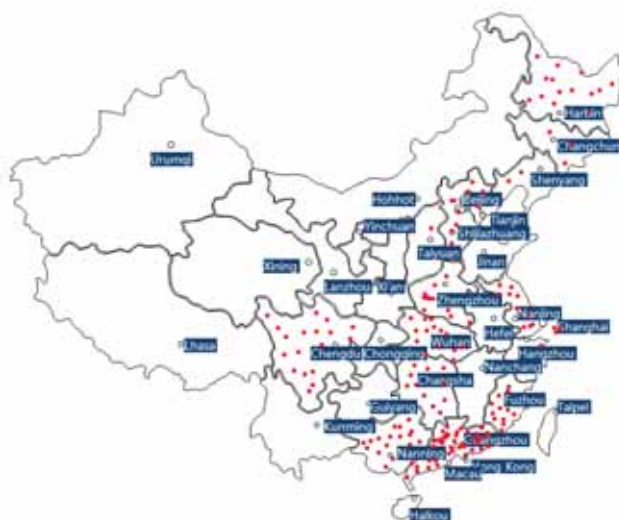 Harbin
Changchun
Urumqi
Shenyang
Hohhot
Beijing
Tianjin
Yinchuan
Shijiazhuang
Taiyuan
Xining
Jinan
Lanzhou
Xi'an
Zhengzhou
Nanjing
Hefei
Shanghai
Lhasa
Chengdu
Chongqing
Wuhan
Hangzhou
Nanchang
Changsha
Guiyang
Fuzhou
Taipei
Kunming
Guangzhou
Nanning
Hong Kong
Macau
Haikou